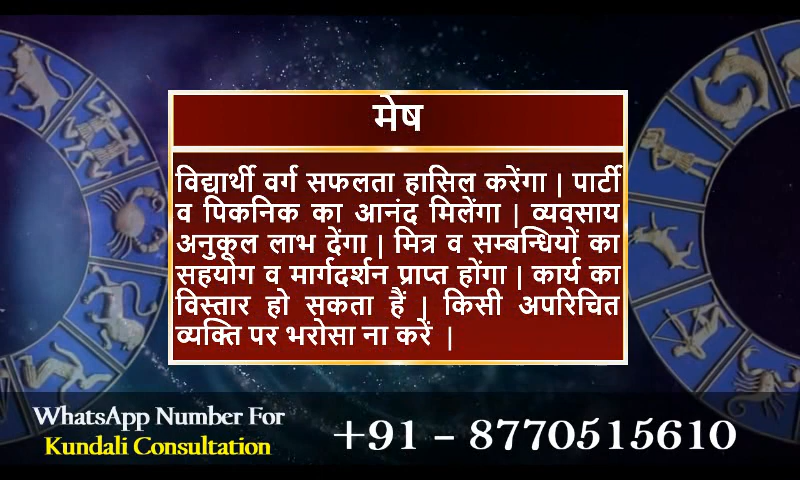 मेष
विद्यार्थी वर्ग सफलता हासिल करेंगा | पार्टी
व पिकनिक का आनंद मिलेंगा | व्यवसाय
अनुकूल लाभ देंगा | मित्र व सम्बन्धियों का
सहयोग व मार्गदर्शन प्राप्त होंगा | कार्य का
विस्तार हो सकता हैं | किसी अपरिचित
व्यक्ति पर भरोसा ना करें |
WhatsApp Number For
Kundali Consultation
+91 - 8770515610